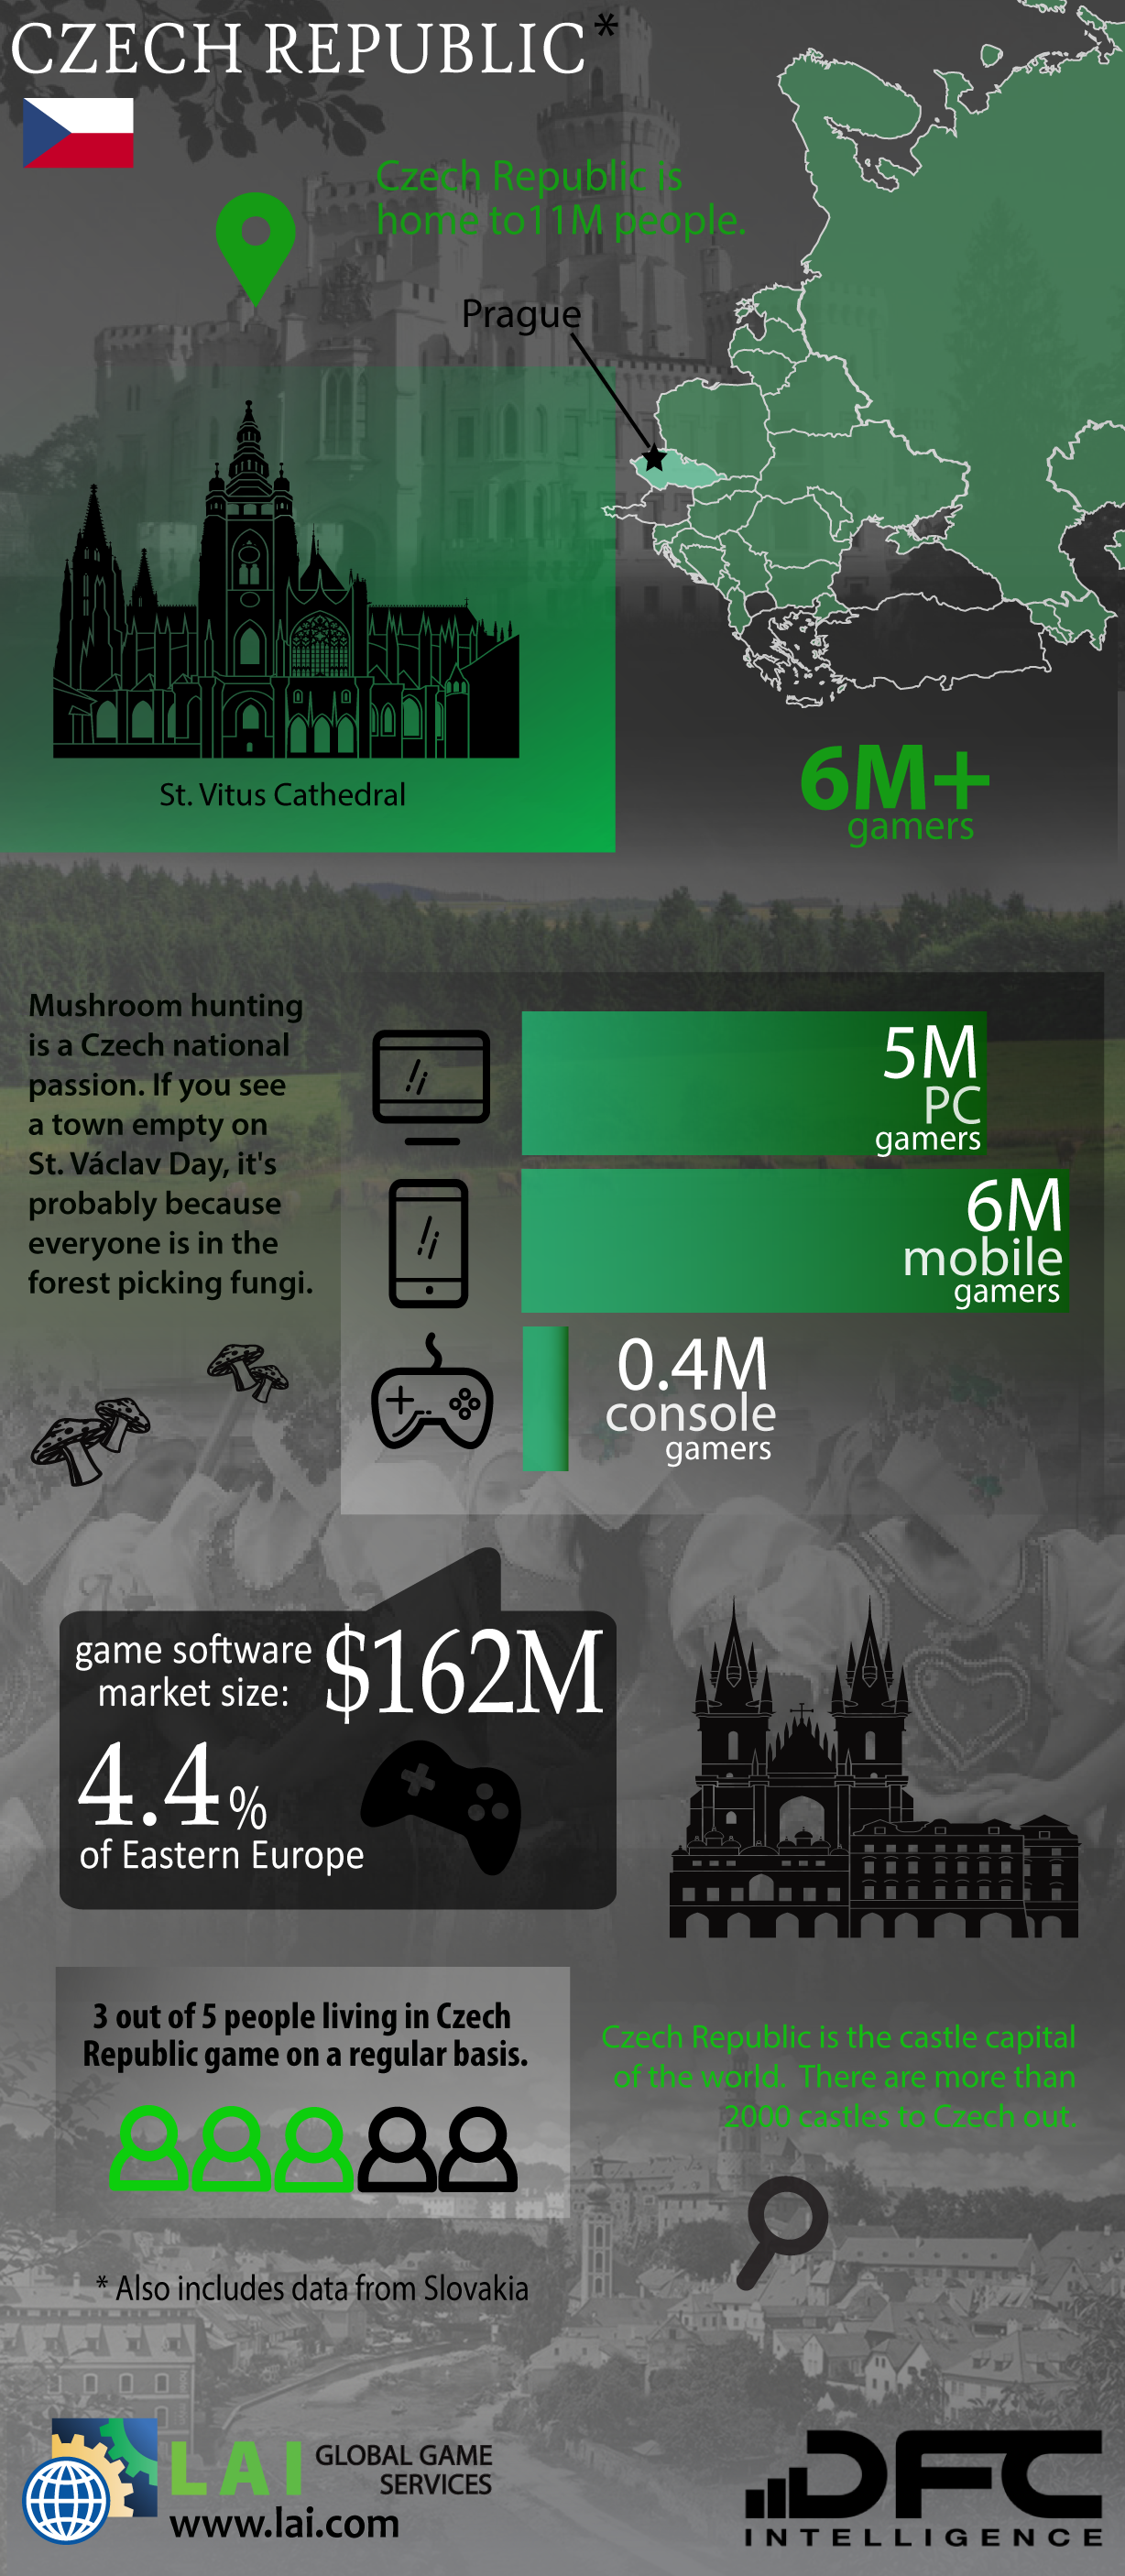 CZECH REPUBLIC*
Czech Republic is
home to11M people.
Prague
St. Vitus Cathedral
6M+
gamers
Mushroom hunting
is a Czech national
passion. If you see
a town empty on
St. Václav Day, it's
probably because
everyone is in the
forest picking fungi.
5M
PC
gamers
6M
mobile
gamers
0.4M
console
gamers
game software
market size:
$162M
4.4%
of Eastern Europe
3 out of 5 people living in Czech
Republic game on a regular basis.
Czech Republic is the castle capital
of the world. There are more than
2000 castles to Czech out.
* Also includes data from Slovakia
LAI
GLOBAL GAME
SERVICES
www.lai.com
DFC
INTELLIGENCE